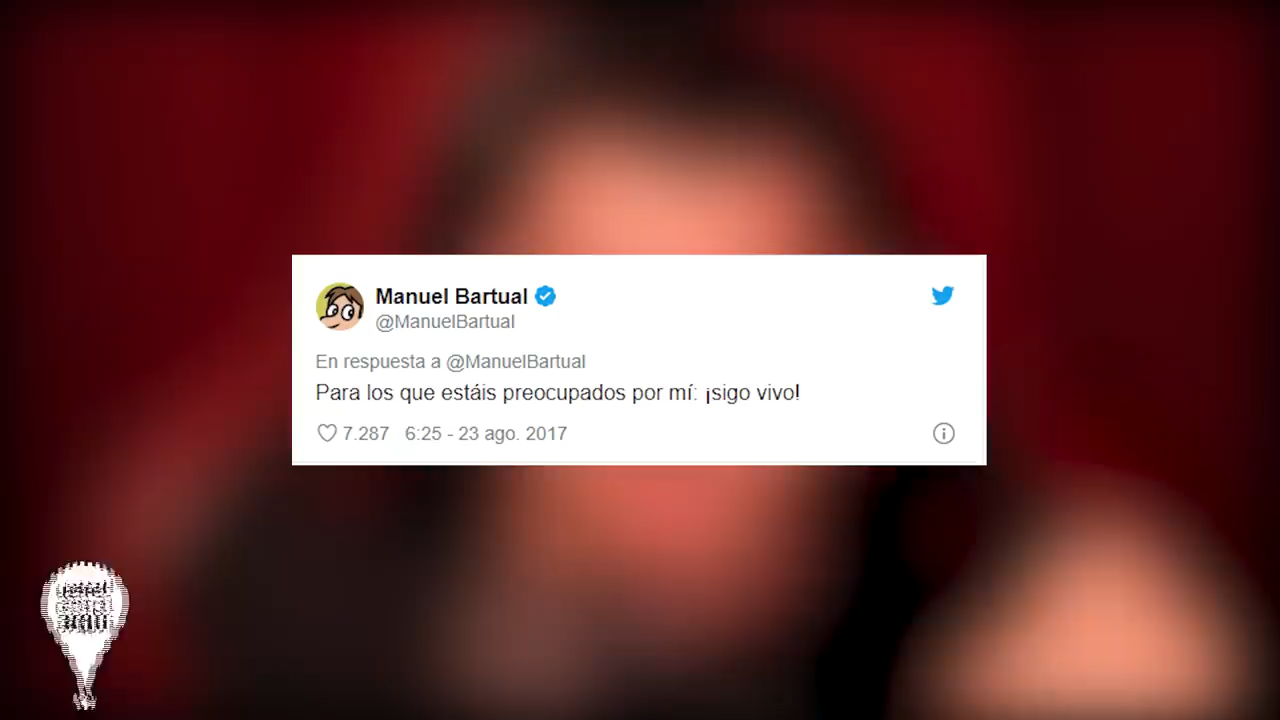 Manuel Bartual
@ManuelBartual
En respuesta a @ManuelBartual
Para los que estáis preocupados por mí: ¡sigo vivo!
7.287 6:25 - 23 ago. 2017